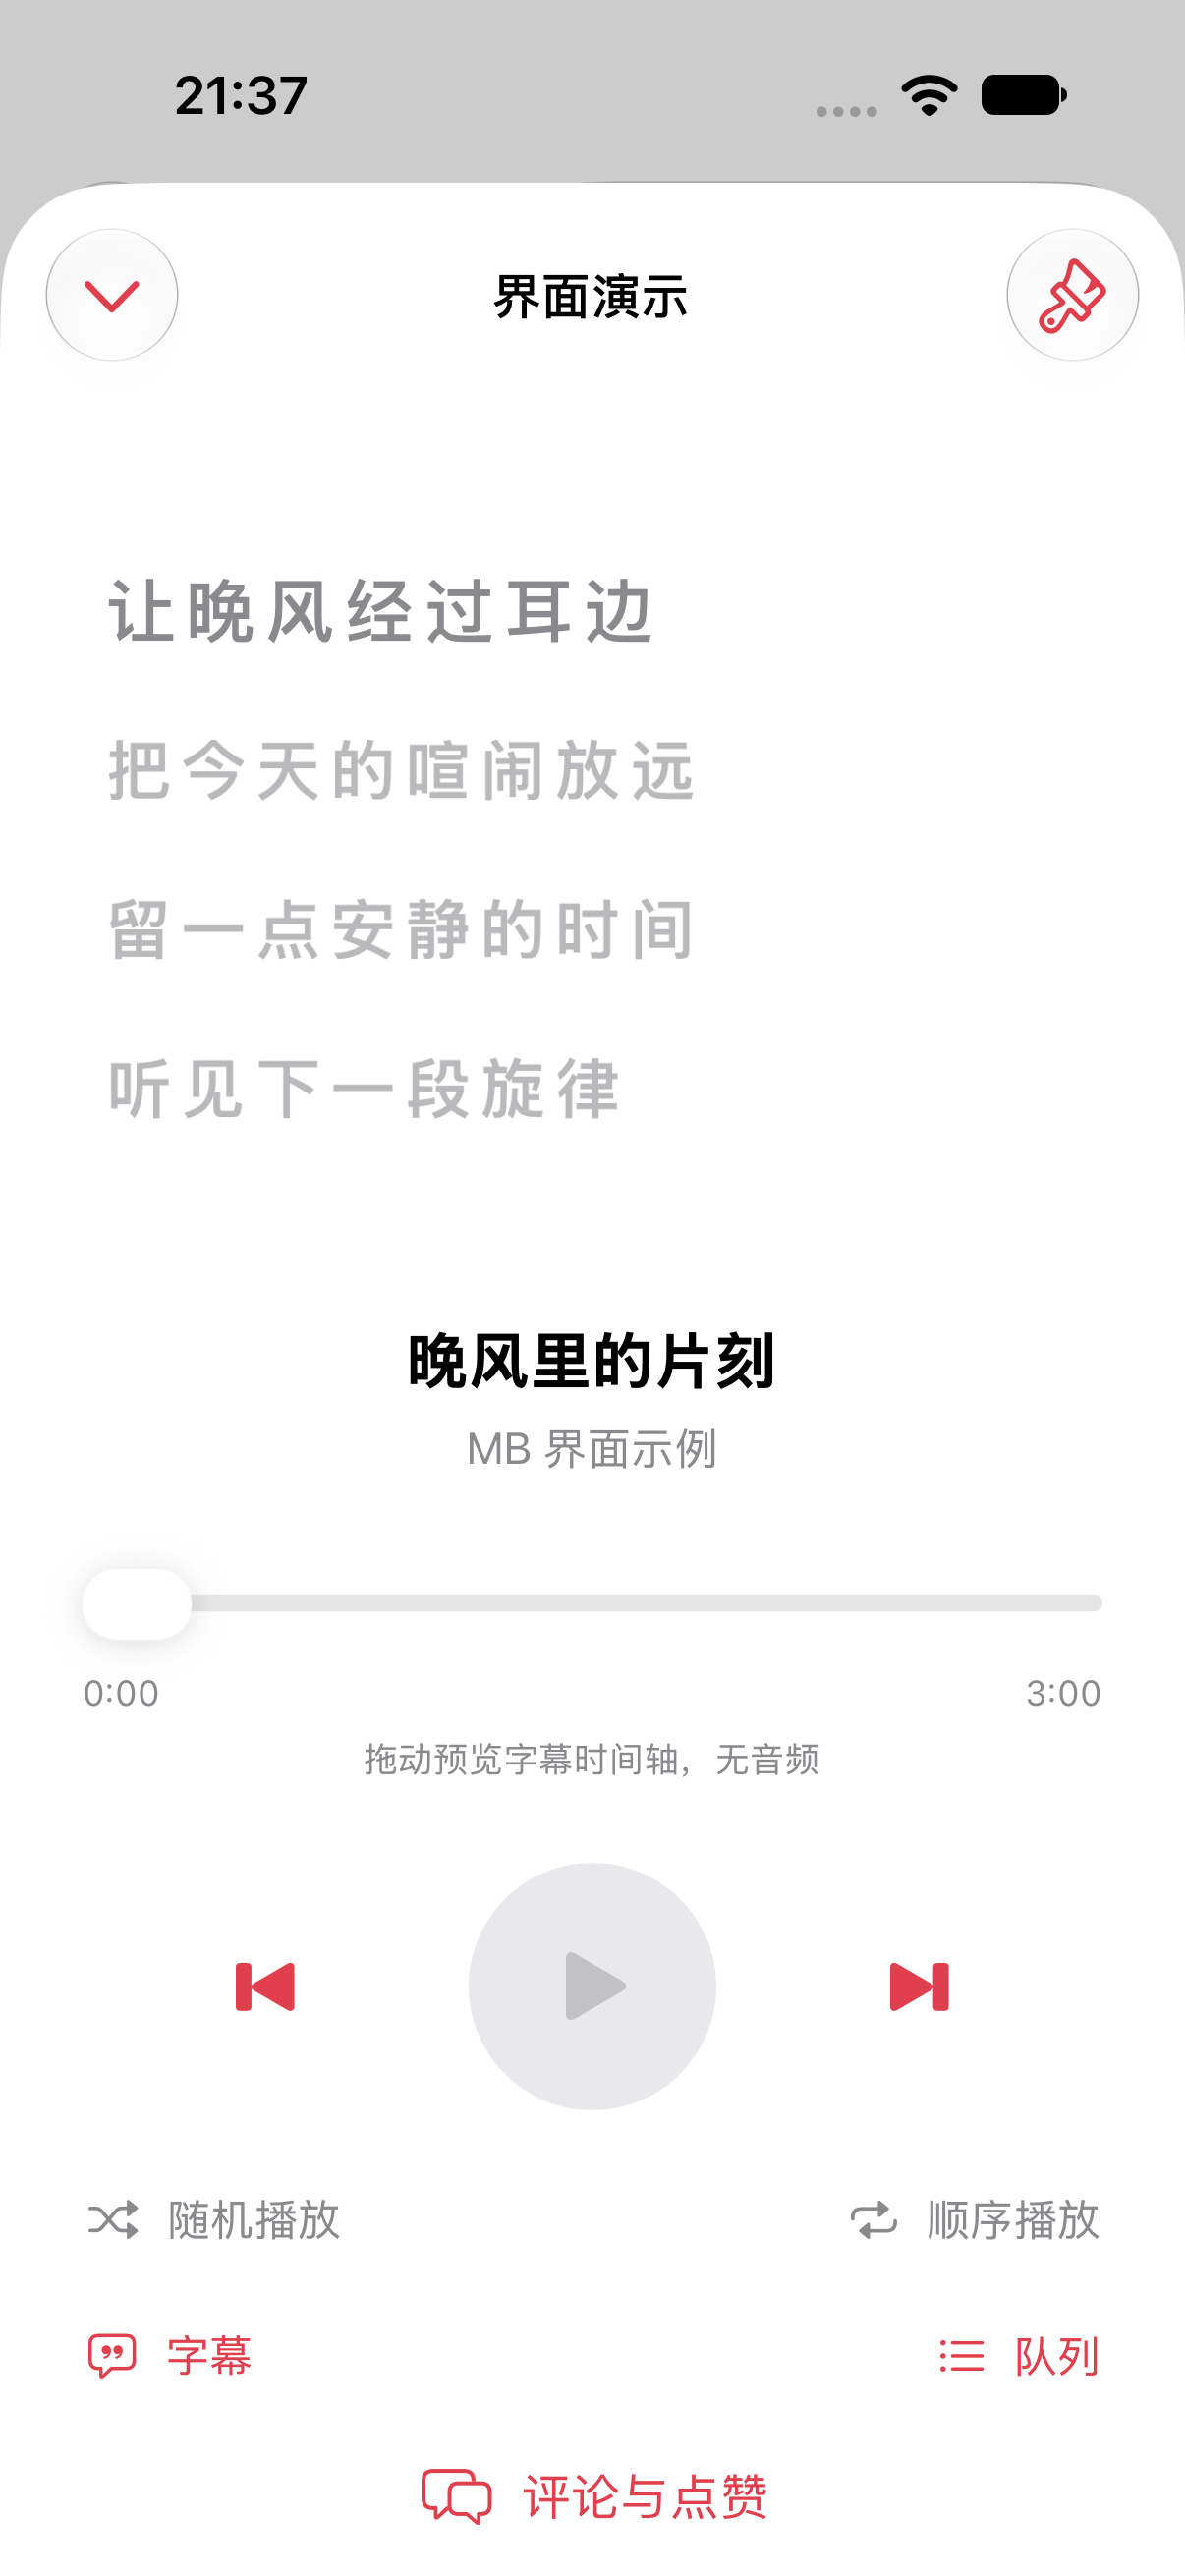 21:37
界面演示
让晚风经过耳边
把今天的喧闹放远
留一点安静的时间
听见下一段旋律
晚风里的片刻
MB 界面示例
0:00 3:00
拖动预览字幕时间轴，无音频
随机播放 顺序播放
字幕 队列
评论与点赞